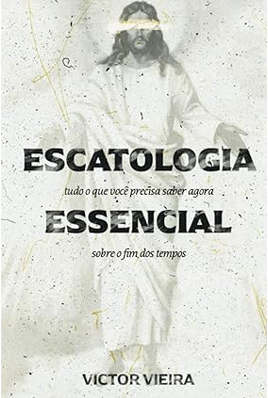 ESCATOLOGIA
tudo o que você precisa saber agora
ESSENCIAL
sobre o fim dos tempos
VICTOR VIEIRA